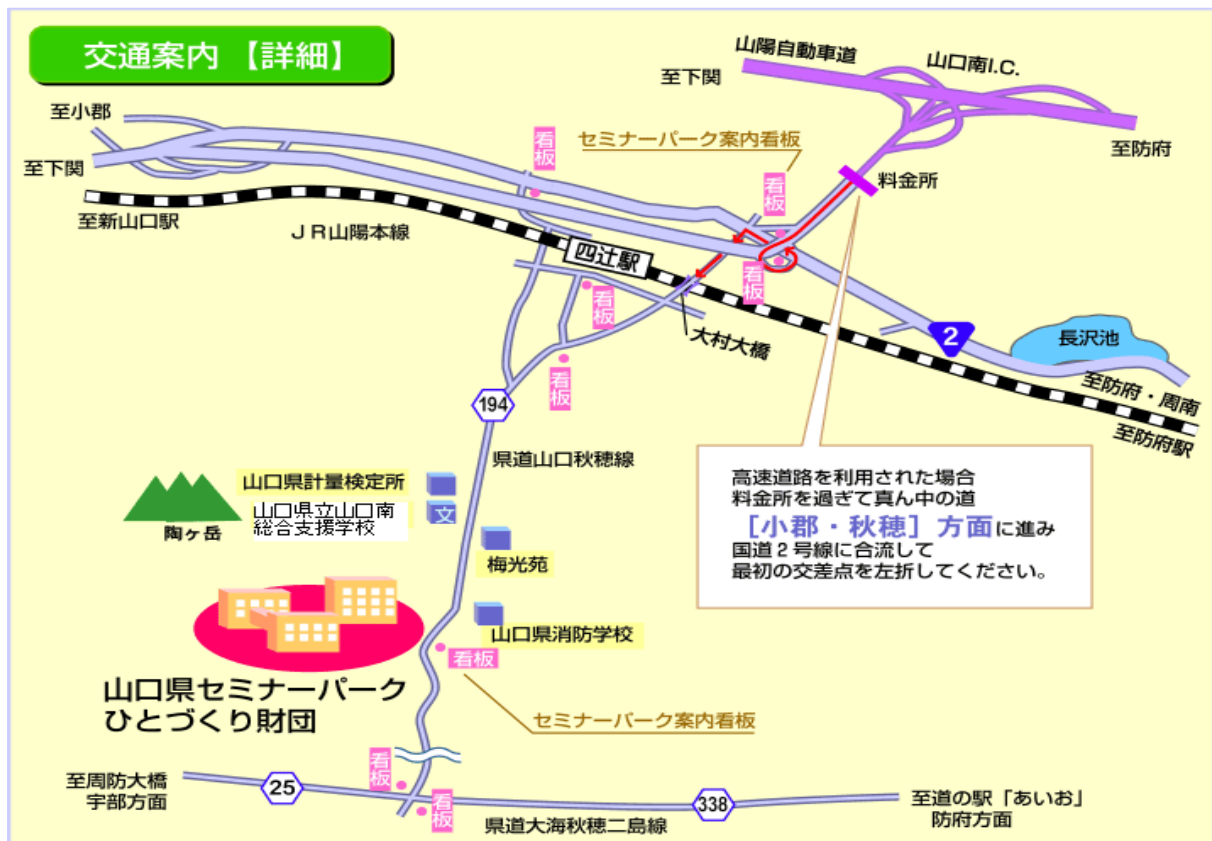 交通案内 【詳細】
山陽自動車道
山口南I.C.
至下関
至防府
至小郡
至下関
看板
セミナーパーク案内看板
看板
料金所
至新山口駅
JR山陽本線
四辻駅
看板
看板
大村大橋
2
長沢池
至防府・周南
至防府駅
看板
194
県道山口秋穂線
高速道路を利用された場合
料金所を過ぎて真ん中の道
[小郡・秋穂] 方面に進み
国道2号線に合流して
最初の交差点を左折してください。
山口県計量検定所
山口県立山口南
総合支援学校
文
陶ヶ岳
梅光苑
山口県消防学校
看板
山口県セミナーパーク
ひとづくり財団
セミナーパーク案内看板
看板
至周防大橋
宇部方面
25
看板
338
県道大海秋穂二島線
至道の駅「あいお」
防府方面